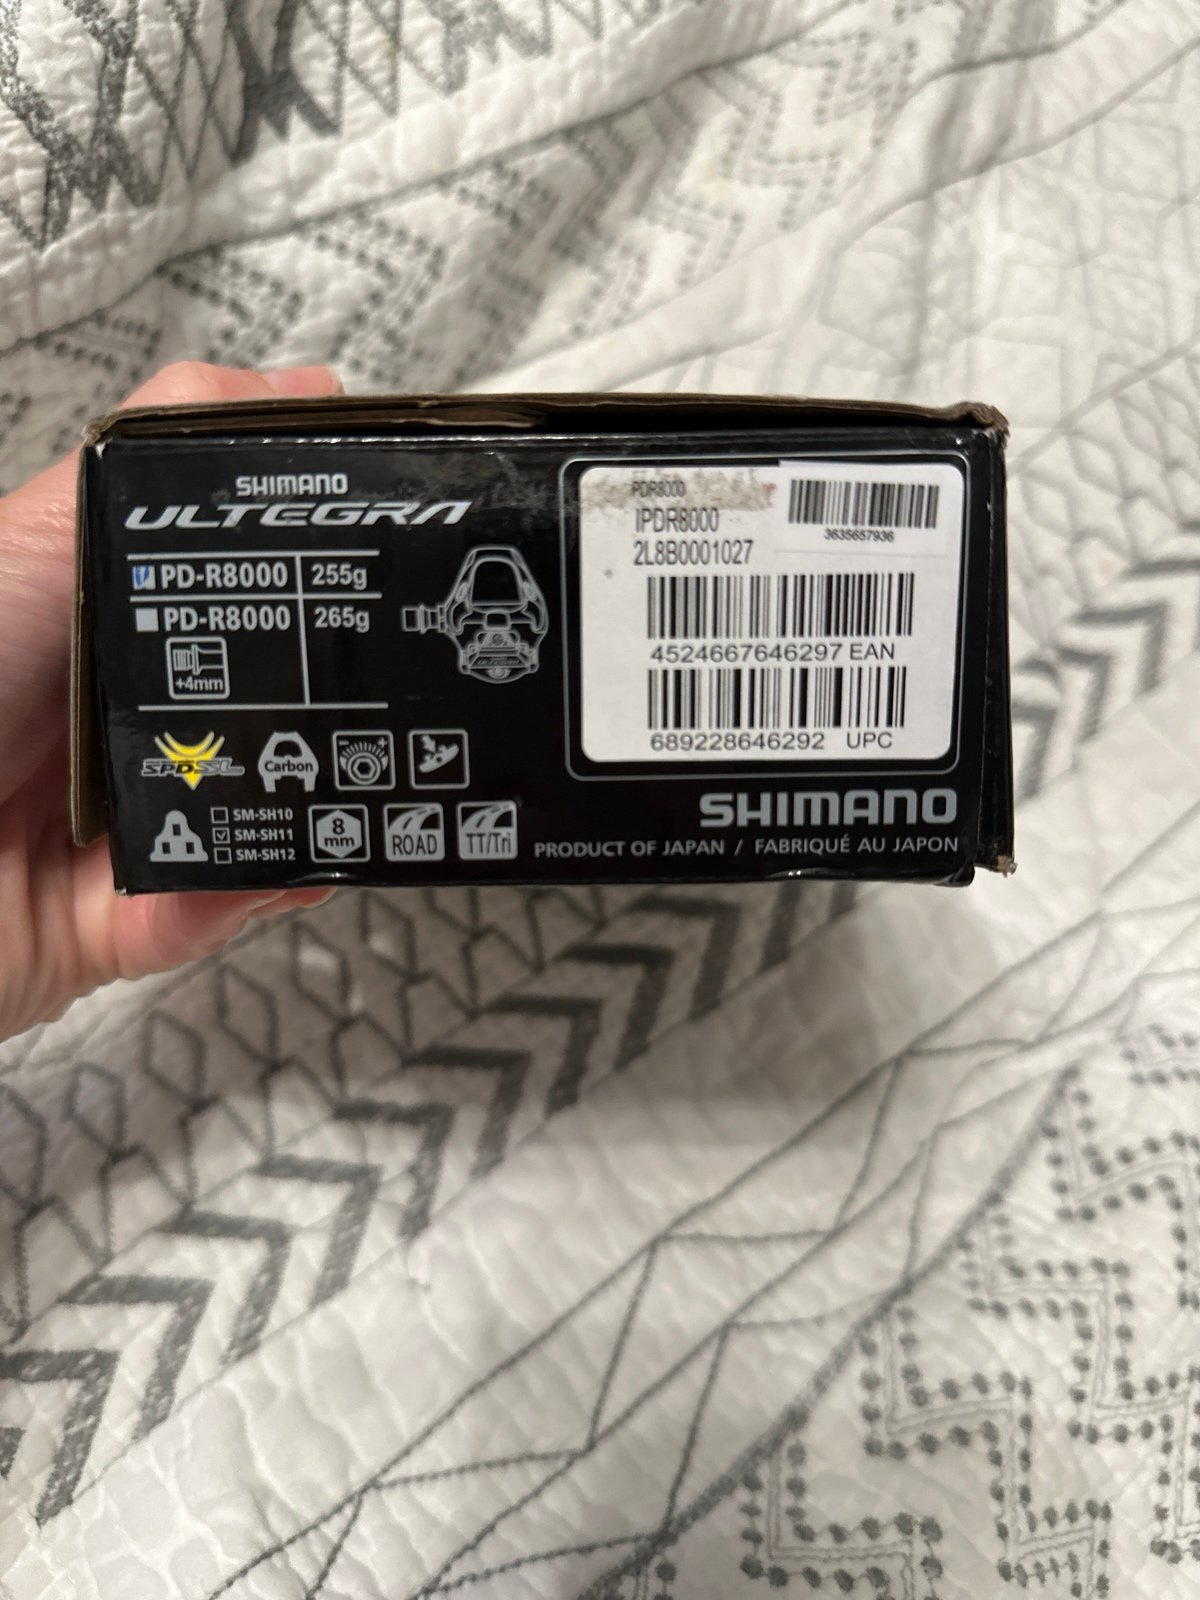 SHIMANO
ULTEGRA
PD-R8000 255g
PD-R8000 265g
+4mm
SPD-SL
Carbon
- +
SM-SH10
SM-SH11
SM-SH12
8 mm
ROAD
TT/Tri
PDR8000
IPDR8000
2L8B0001027
3635657936
4524667646297 EAN
689228646292 UPC
SHIMANO
PRODUCT OF JAPAN / FABRIQUÉ AU JAPON